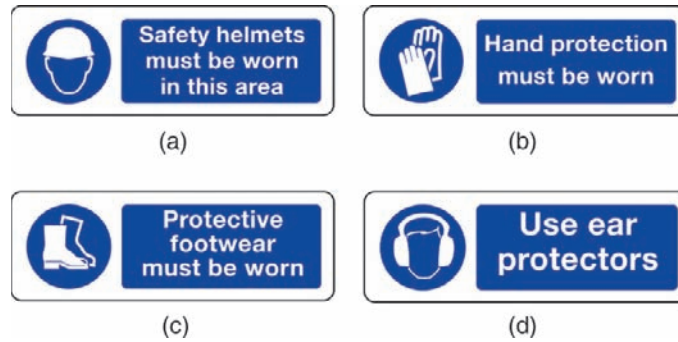 Safety helmets
must be worn
in this area
(a)
Hand protection
must be worn
(b)
Protective
footwear
must be worn
(c)
Use ear
protectors
(d)